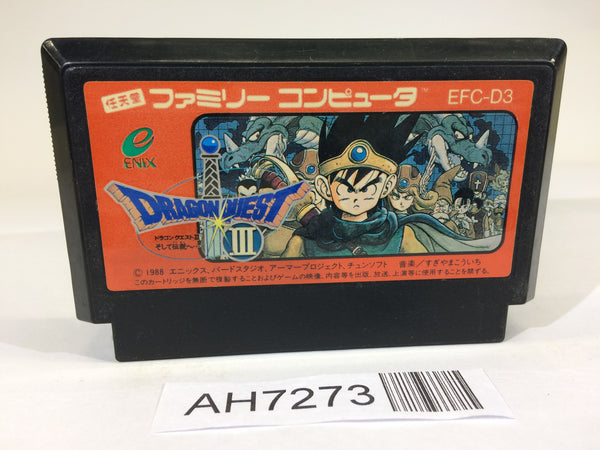 任天堂 ファミリーコンピュータ™ EFC-D3
ENIX
DRAGON QUEST
ドラゴンクエストIII
III
そして伝説へ…
© 1988 エニックス、バードスタジオ、アーマープロジェクト、チュンソフト 音楽/すぎやまこういち
このカートリッジを無断で複製することおよびゲームの映像、内容等を出版、放送、上演等に使用することを禁ずる。
AH7273